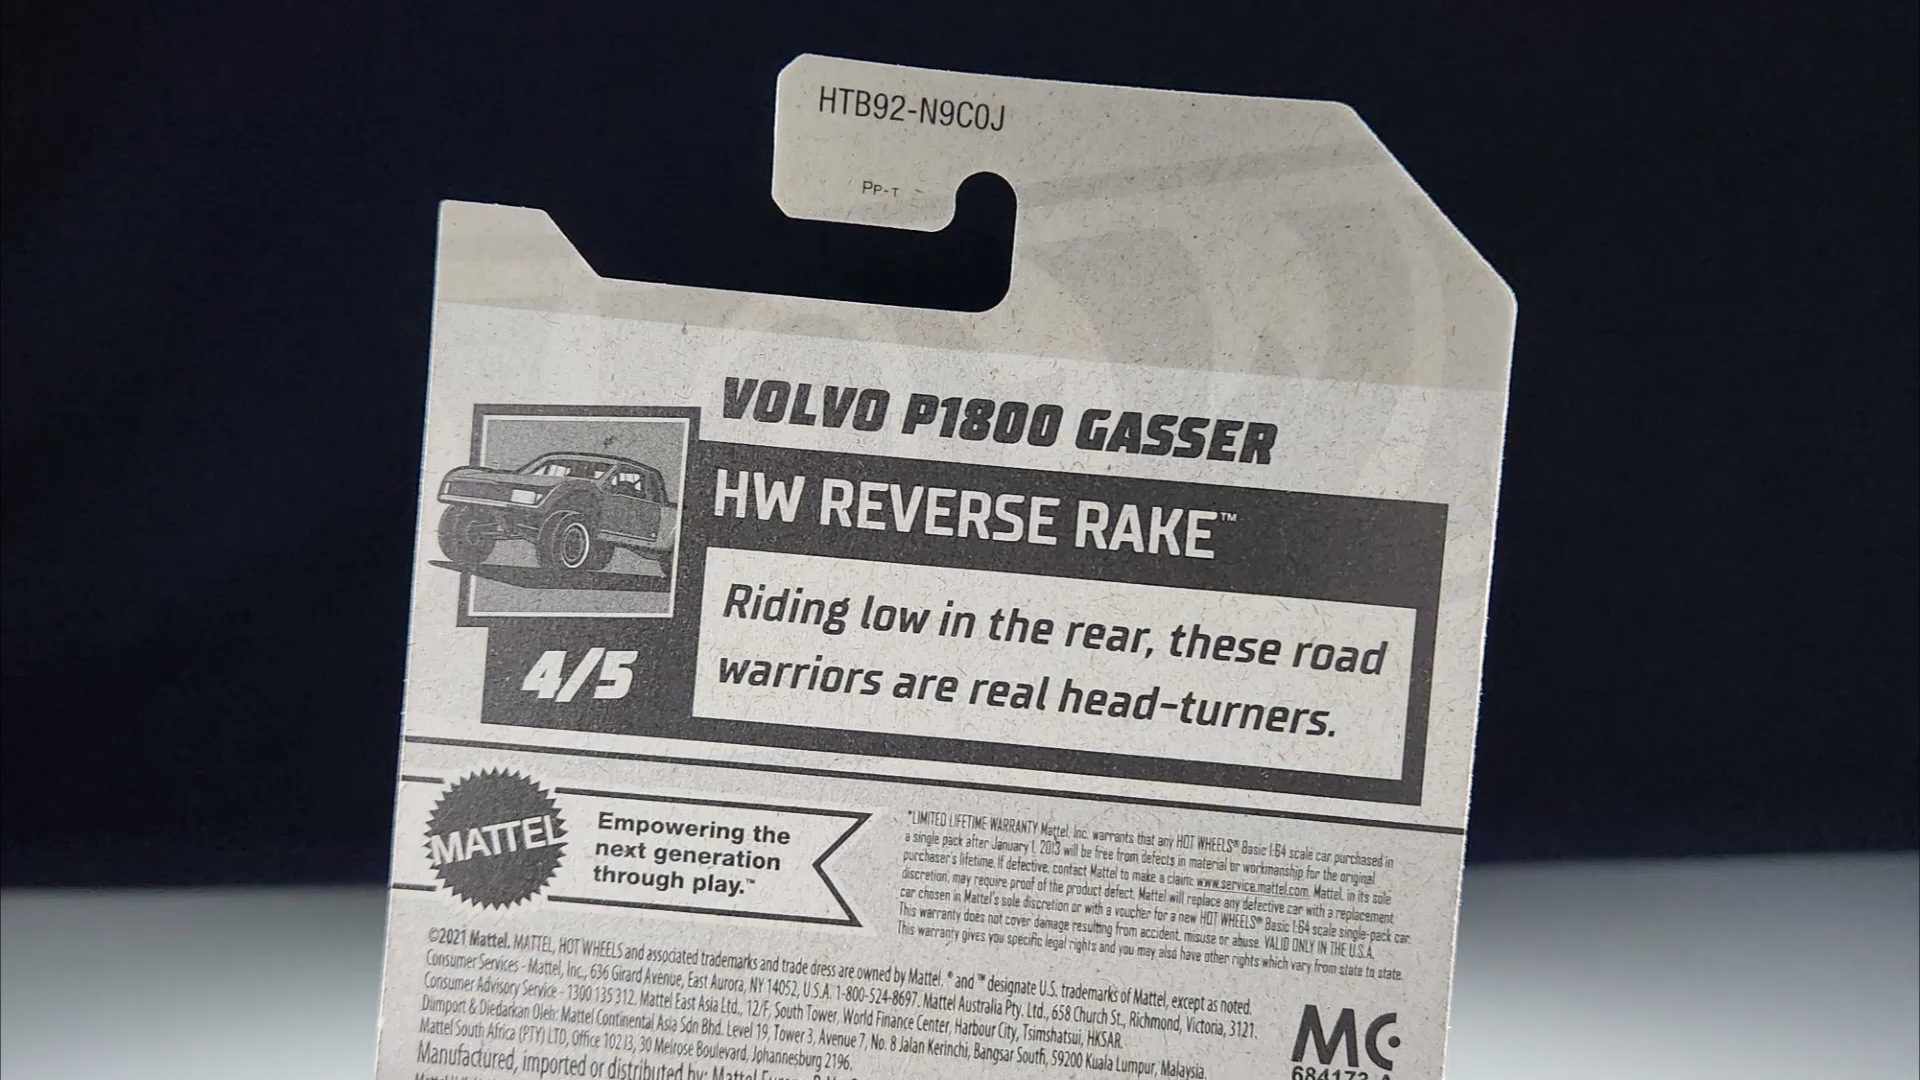 HTB92-N9C0J
PP-T
VOLVO P1800 GASSER
HW REVERSE RAKE™
Riding low in the rear, these road
warriors are real head-turners.
4/5
MATTEL
Empowering the
next generation
through play.™
*LIMITED LIFETIME WARRANTY Mattel, Inc. warrants that any HOT WHEELS® Basic 1:64 scale car purchased in
a single pack after January 1, 2013 will be free from defects in material or workmanship for the original
purchaser's lifetime. If defective, contact Mattel to make a claim: www.service.mattel.com. Mattel, in its sole
discretion, may require proof of the product defect. Mattel will replace any defective car with a replacement
car chosen in Mattel's sole discretion or with a voucher for a new HOT WHEELS® Basic 1:64 scale single-pack car.
This warranty does not cover damage resulting from accident, misuse or abuse. VALID ONLY IN THE U.S.A.
This warranty gives you specific legal rights and you may also have other rights which vary from state to state.
©2021 Mattel. MATTEL, HOT WHEELS and associated trademarks and trade dress are owned by Mattel. ® and ™ designate U.S. trademarks of Mattel, except as noted.
Consumer Services - Mattel, Inc., 636 Girard Avenue, East Aurora, NY 14052, U.S.A. 1-800-524-8697. Mattel Australia Pty. Ltd., 658 Church St., Richmond, Victoria, 3121.
Consumer Advisory Service - 1300 135 312. Mattel East Asia Ltd., 12/F, South Tower, World Finance Center, Harbour City, Tsimshatsui, HKSAR.
Diimport & Diedarkan Oleh: Mattel Continental Asia Sdn Bhd. Level 19, Tower 3, Avenue 7, No. 8 Jalan Kerinchi, Bangsar South, 59200 Kuala Lumpur, Malaysia.
Mattel South Africa (PTY) LTD, Office 102 I3, 30 Melrose Boulevard, Johannesburg 2196.
Manufactured, imported or distributed by: Mattel
MC
684173